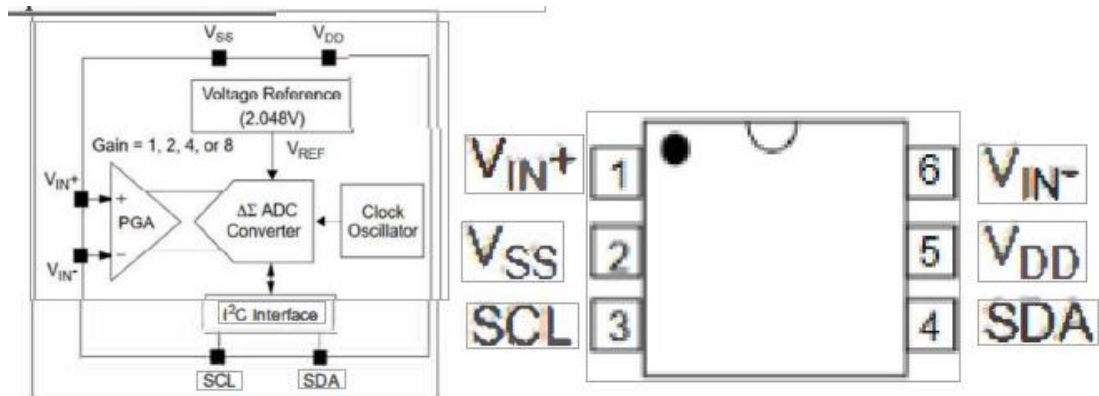 VSS
VDD
Voltage Reference
(2.048V)
Gain = 1, 2, 4, or 8
VREF
VIN+
+
PGA
−
VIN-
ΔΣ ADC
Converter
Clock
Oscillator
I²C Interface
SCL
SDA
VIN+ 1
6 VIN-
VSS 2
5 VDD
SCL 3
4 SDA